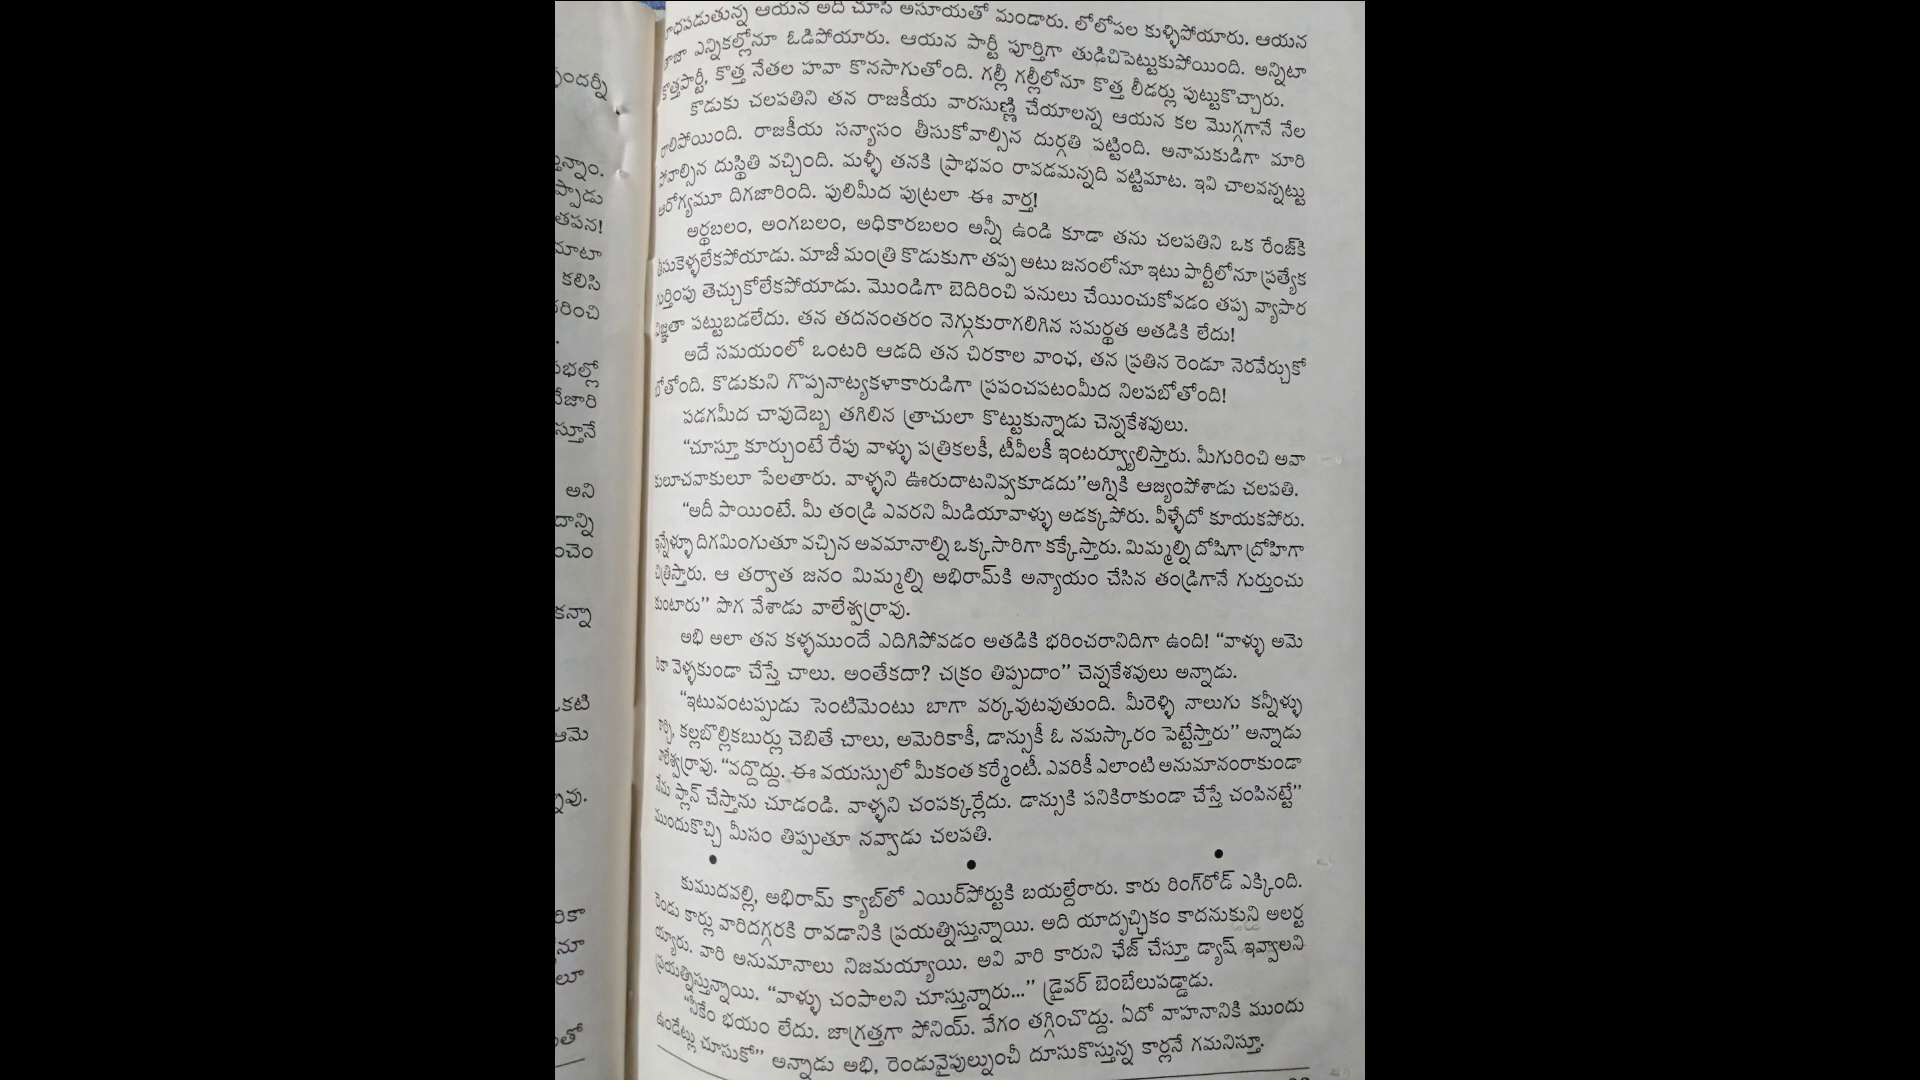 బాధపడుతున్న ఆయన అది చూసి అసూయతో మండారు. లోలోపల కుళ్ళిపోయారు. ఆయన
తాజా ఎన్నికల్లోనూ ఓడిపోయారు. ఆయన పార్టీ పూర్తిగా తుడిచిపెట్టుకుపోయింది. అన్నిటా
కొత్తపార్టీ, కొత్త నేతల హవా కొనసాగుతోంది. గల్లీ గల్లీలోనూ కొత్త లీడర్లు పుట్టుకొచ్చారు.
కొడుకు చలపతిని తన రాజకీయ వారసుణ్ణి చేయాలన్న ఆయన కల మొగ్గగానే నేల
రాలిపోయింది. రాజకీయ సన్యాసం తీసుకోవాల్సిన దుర్గతి పట్టింది. అనామకుడిగా మారి
పోవాల్సిన దుస్థితి వచ్చింది. మళ్ళీ తనకి ప్రాభవం రావడమన్నది వట్టిమాట. ఇవి చాలవన్నట్టు
ఆరోగ్యమూ దిగజారింది. పులిమీద పుట్రలా ఈ వార్త!
అర్థబలం, అంగబలం, అధికారబలం అన్నీ ఉండి కూడా తను చలపతిని ఒక రేంజ్‌కి
తీసుకెళ్ళలేకపోయాడు. మాజీ మంత్రి కొడుకుగా తప్ప అటు జనంలోనూ ఇటు పార్టీలోనూ ప్రత్యేక
గుర్తింపు తెచ్చుకోలేకపోయాడు. మొండిగా బెదిరించి పనులు చేయించుకోవడం తప్ప వ్యాపార
విజ్ఞతా పట్టుబడలేదు. తన తదనంతరం నెగ్గుకురాగలిగిన సమర్థత అతడికి లేదు!
అదే సమయంలో ఒంటరి ఆడది తన చిరకాల వాంఛ, తన ప్రతిన రెండూ నెరవేర్చుకో
బోతోంది. కొడుకుని గొప్పనాట్యకళాకారుడిగా ప్రపంచపటంమీద నిలపబోతోంది!
పడగమీద చావుదెబ్బ తగిలిన త్రాచులా కొట్టుకున్నాడు చెన్నకేశవులు.
“చూస్తూ కూర్చుంటే రేపు వాళ్ళు పత్రికలకీ, టీవీలకీ ఇంటర్వ్యూలిస్తారు. మీగురించి అవా
కులూచవాకులూ పేలతారు. వాళ్ళని ఊరుదాటనివ్వకూడదు”అగ్నికి ఆజ్యంపోశాడు చలపతి.
“అదీ పాయింటే. మీ తండ్రి ఎవరని మీడియావాళ్ళు అడక్కపోరు. వీళ్ళేదో కూయకపోరు.
ఇన్నేళ్ళూ దిగమింగుతూ వచ్చిన అవమానాల్ని ఒక్కసారిగా కక్కేస్తారు. మిమ్మల్ని దోషిగా ద్రోహిగా
చిత్రిస్తారు. ఆ తర్వాత జనం మిమ్మల్ని అభిరామ్‌కి అన్యాయం చేసిన తండ్రిగానే గుర్తుంచు
కుంటారు” పొగ వేశాడు వాలేశ్వర్రావు.
అభి అలా తన కళ్ళముందే ఎదిగిపోవడం అతడికి భరించరానిదిగా ఉంది! “వాళ్ళు అమె
రికా వెళ్ళకుండా చేస్తే చాలు. అంతేకదా? చక్రం తిప్పుదాం” చెన్నకేశవులు అన్నాడు.
“ఇటువంటప్పుడు సెంటిమెంటు బాగా వర్కవుటవుతుంది. మీరెళ్ళి నాలుగు కన్నీళ్ళు
కార్చి, కల్లబొల్లికబుర్లు చెబితే చాలు, అమెరికాకీ, డాన్సుకీ ఓ నమస్కారం పెట్టేస్తారు” అన్నాడు
వాలేశ్వర్రావు. “వద్దొద్దు. ఈ వయస్సులో మీకంత కర్మేంటీ. ఎవరికీ ఎలాంటి అనుమానంరాకుండా
నేను ప్లాన్ చేస్తాను చూడండి. వాళ్ళని చంపక్కర్లేదు. డాన్సుకి పనికిరాకుండా చేస్తే చంపినట్టే”
ముందుకొచ్చి మీసం తిప్పుతూ నవ్వాడు చలపతి.
• • •
కుముదవల్లి, అభిరామ్ క్యాబ్‌లో ఎయిర్‌పోర్టుకి బయల్దేరారు. కారు రింగ్‌రోడ్ ఎక్కింది.
రెండు కార్లు వారిదగ్గరకి రావడానికి ప్రయత్నిస్తున్నాయి. అది యాదృచ్ఛికం కాదనుకుని అలర్ట
య్యారు. వారి అనుమానాలు నిజమయ్యాయి. అవి వారి కారుని ఛేజ్ చేస్తూ డ్యాష్ ఇవ్వాలని
ప్రయత్నిస్తున్నాయి. “వాళ్ళు చంపాలని చూస్తున్నారు...” డ్రైవర్ బెంబేలుపడ్డాడు.
“నీకేం భయం లేదు. జాగ్రత్తగా పోనియ్. వేగం తగ్గించొద్దు. ఏదో వాహనానికి ముందు
ఉండేట్లు చూసుకో” అన్నాడు అభి, రెండువైపుల్నుంచీ దూసుకొస్తున్న కార్లనే గమనిస్తూ.